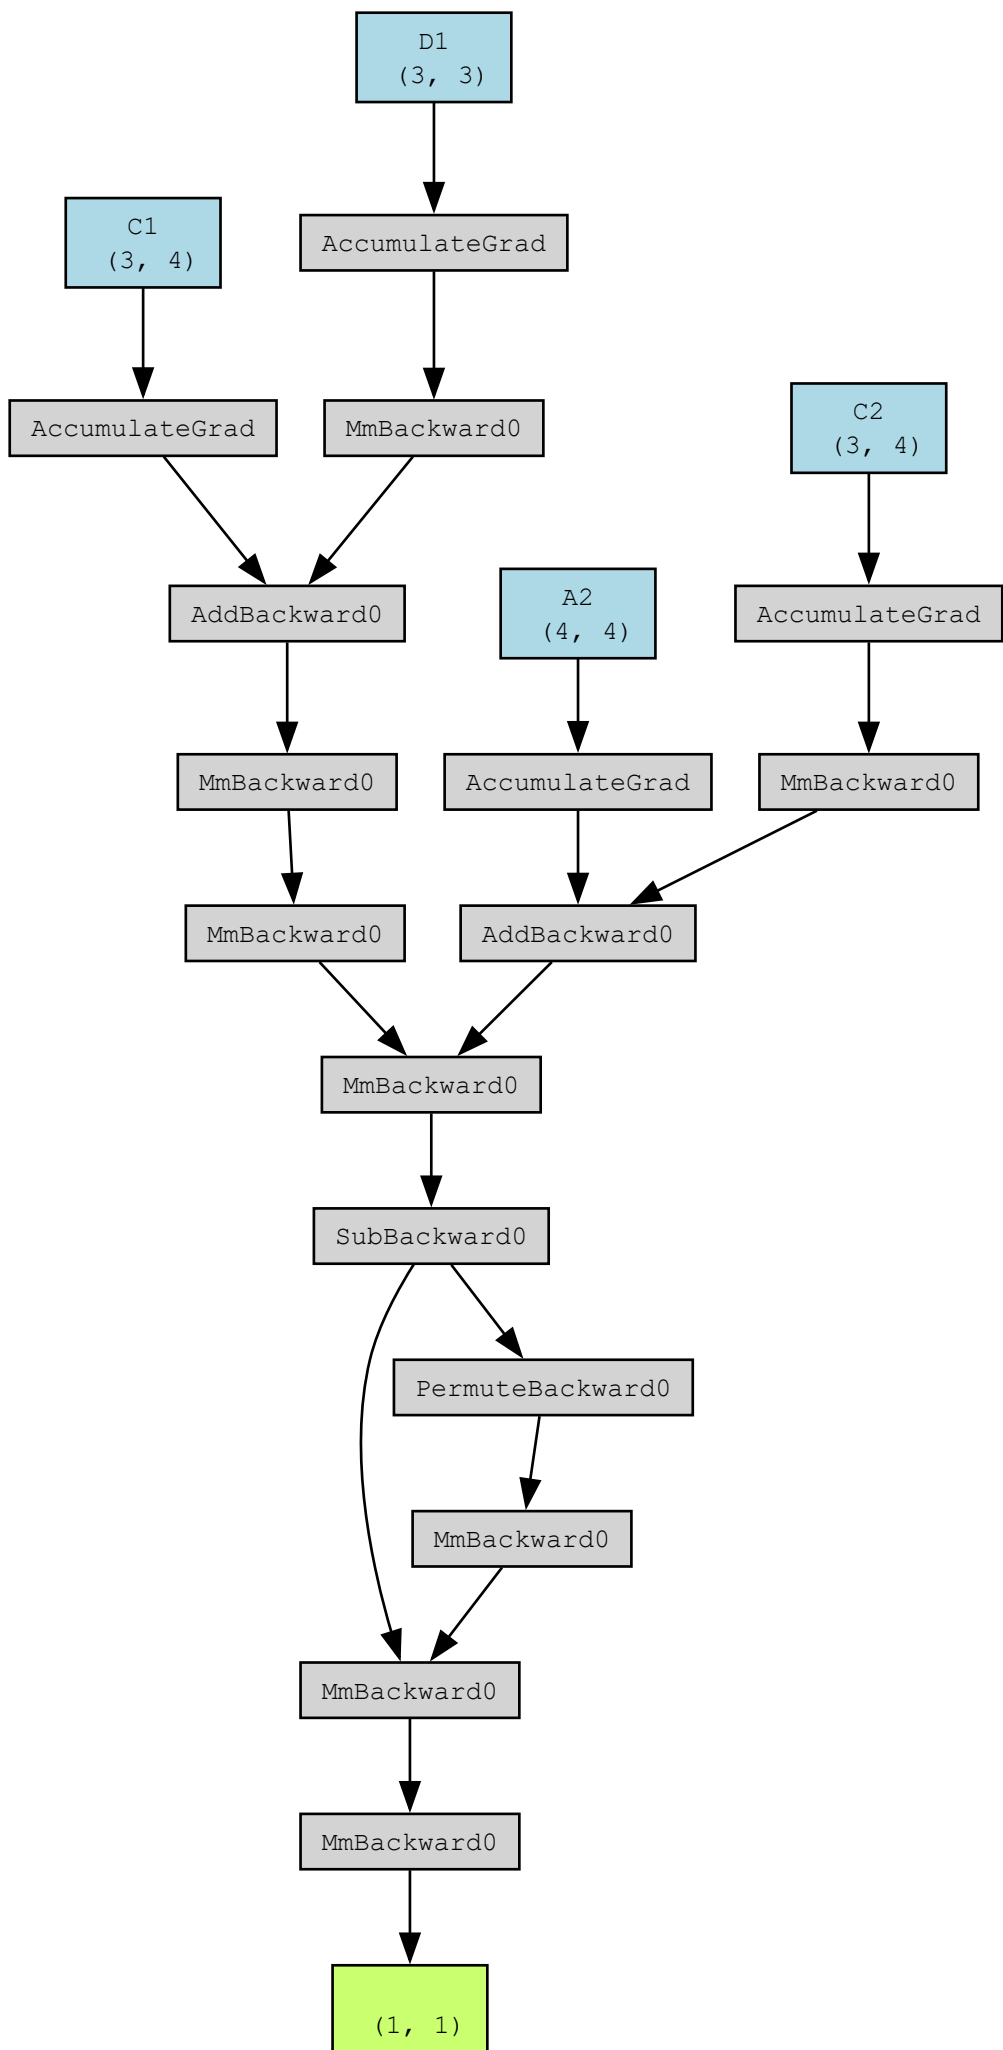 D1
(3, 3)
C1
(3, 4)
AccumulateGrad
AccumulateGrad
MmBackward0
C2
(3, 4)
AddBackward0
A2
(4, 4)
AccumulateGrad
MmBackward0
AccumulateGrad
MmBackward0
MmBackward0
AddBackward0
MmBackward0
SubBackward0
PermuteBackward0
MmBackward0
MmBackward0
MmBackward0
(1, 1)